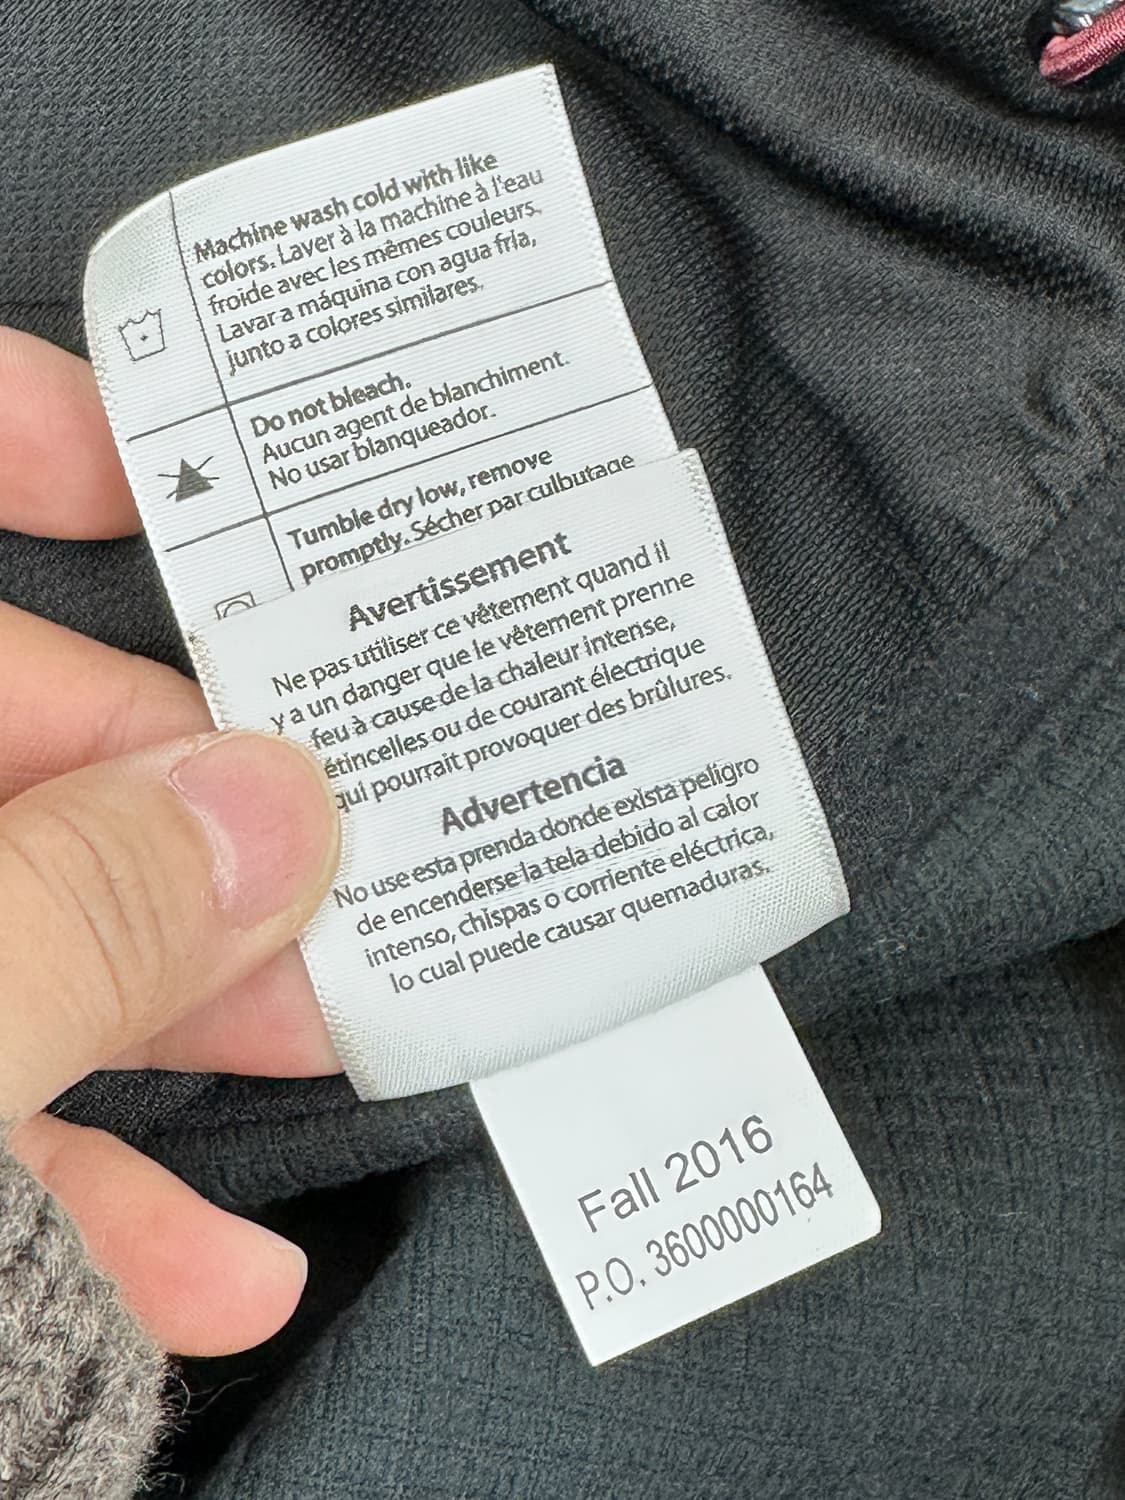 Machine wash cold with like
colors. Laver à la machine à l'eau
froide avec les mêmes couleurs.
Lavar a máquina con agua fría,
junto a colores similares.
Do not bleach.
Aucun agent de blanchiment.
No usar blanqueador.
Tumble dry low, remove
promptly. Sécher par culbutage
Avertissement
Ne pas utiliser ce vêtement quand il
y a un danger que le vêtement prenne
feu à cause de la chaleur intense,
étincelles ou de courant électrique
qui pourrait provoquer des brûlures.
Advertencia
No use esta prenda donde exista peligro
de encenderse la tela debido al calor
intenso, chispas o corriente eléctrica,
lo cual puede causar quemaduras.
Fall 2016
P.O. 3600000164